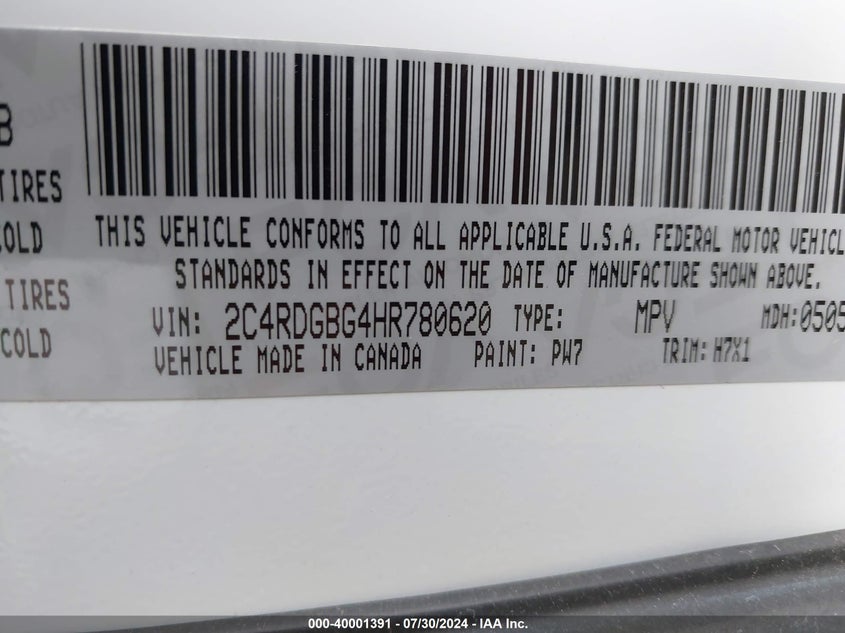 B
TIRES
COLD
TIRES
COLD
THIS VEHICLE CONFORMS TO ALL APPLICABLE U.S.A. FEDERAL MOTOR VEHICL
STANDARDS IN EFFECT ON THE DATE OF MANUFACTURE SHOWN ABOVE.
VIN: 2C4RDGBG4HR780620 TYPE: MPV MDH:0505
VEHICLE MADE IN CANADA PAINT: PW7 TRIM: H7X1
000-40001391 - 07/30/2024 - IAA Inc.